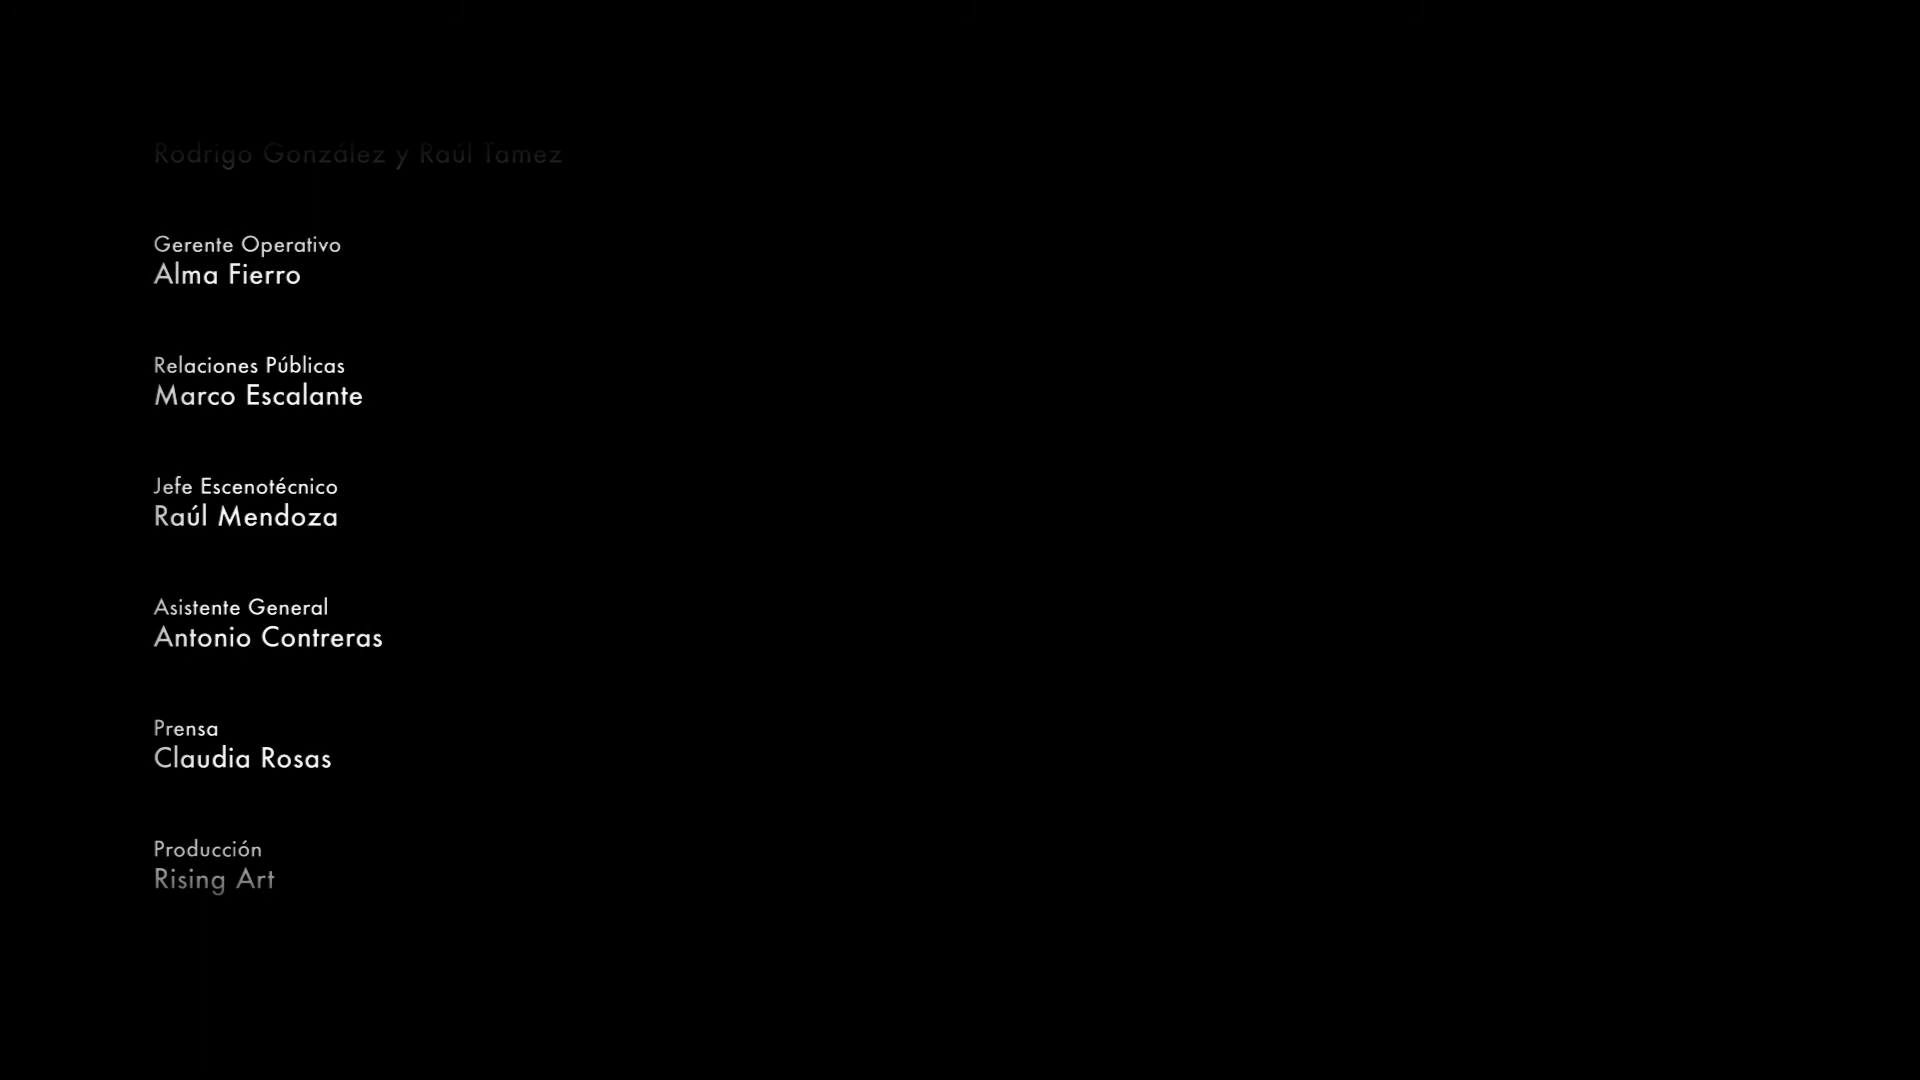 Rodrigo González y Raúl Tamez
Gerente Operativo
Alma Fierro
Relaciones Públicas
Marco Escalante
Jefe Escenotécnico
Raúl Mendoza
Asistente General
Antonio Contreras
Prensa
Claudia Rosas
Producción
Rising Art